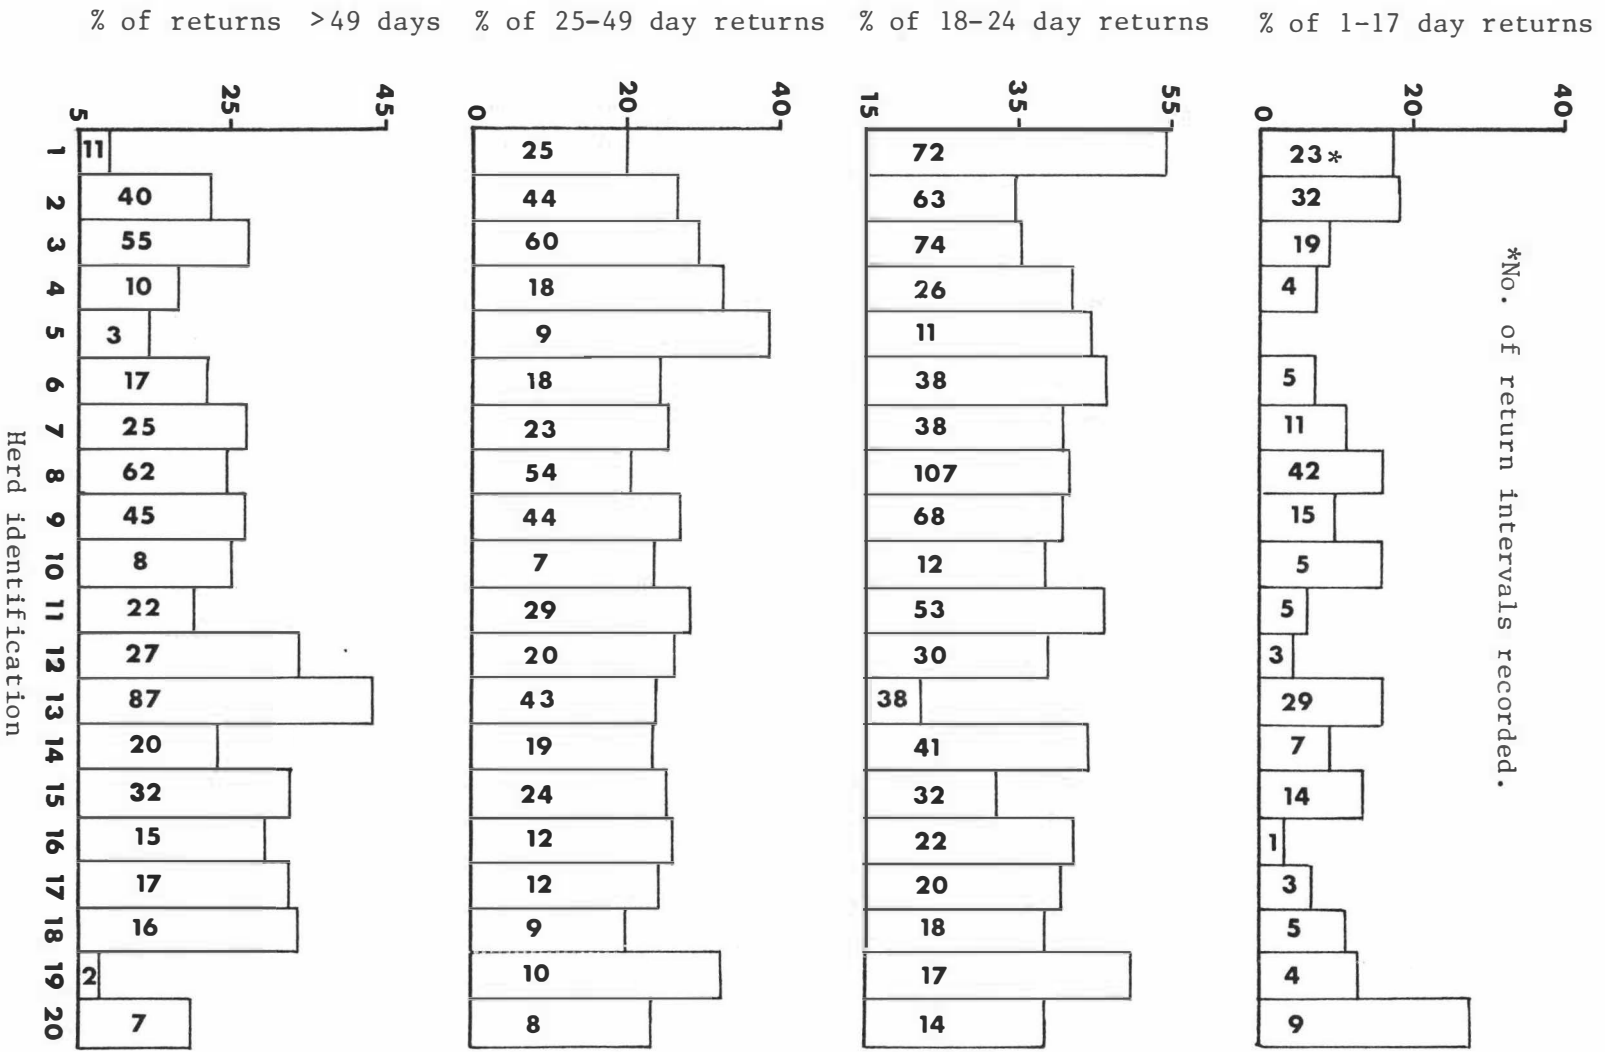 % of returns >49 days
% of 25-49 day returns
% of 18-24 day returns
% of 1-17 day returns
5 25 45
0 20 40
15 35 55
0 20 40
1 11 25 72 23*
2 40 44 63 32
3 55 60 74 19
4 10 18 26 4
5 3 9 11
6 17 18 38 5
7 25 23 38 11
8 62 54 107 42
9 45 44 68 15
10 8 7 12 5
11 22 29 53 5
12 27 20 30 3
13 87 43 38 29
14 20 19 41 7
15 32 24 32 14
16 15 12 22 1
17 17 12 20 3
18 16 9 18 5
19 2 10 17 4
20 7 8 14 9
Herd identification
*No. of return intervals recorded.